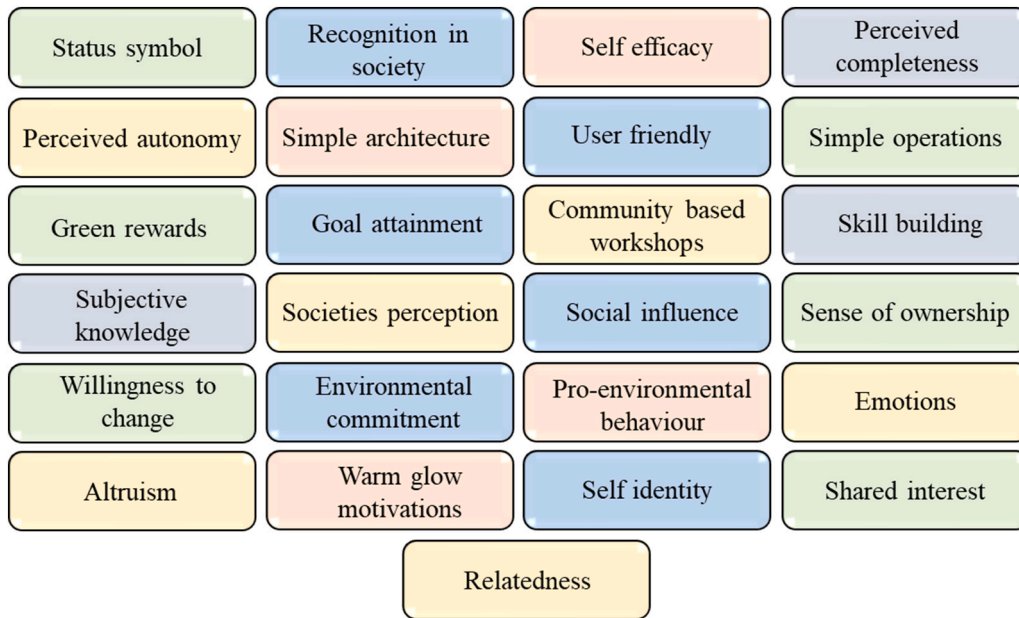 Status symbol
Recognition in
society
Self efficacy
Perceived
completeness
Perceived autonomy
Simple architecture
User friendly
Simple operations
Green rewards
Goal attainment
Community based
workshops
Skill building
Subjective
knowledge
Societies perception
Social influence
Sense of ownership
Willingness to
change
Environmental
commitment
Pro-environmental
behaviour
Emotions
Altruism
Warm glow
motivations
Self identity
Shared interest
Relatedness